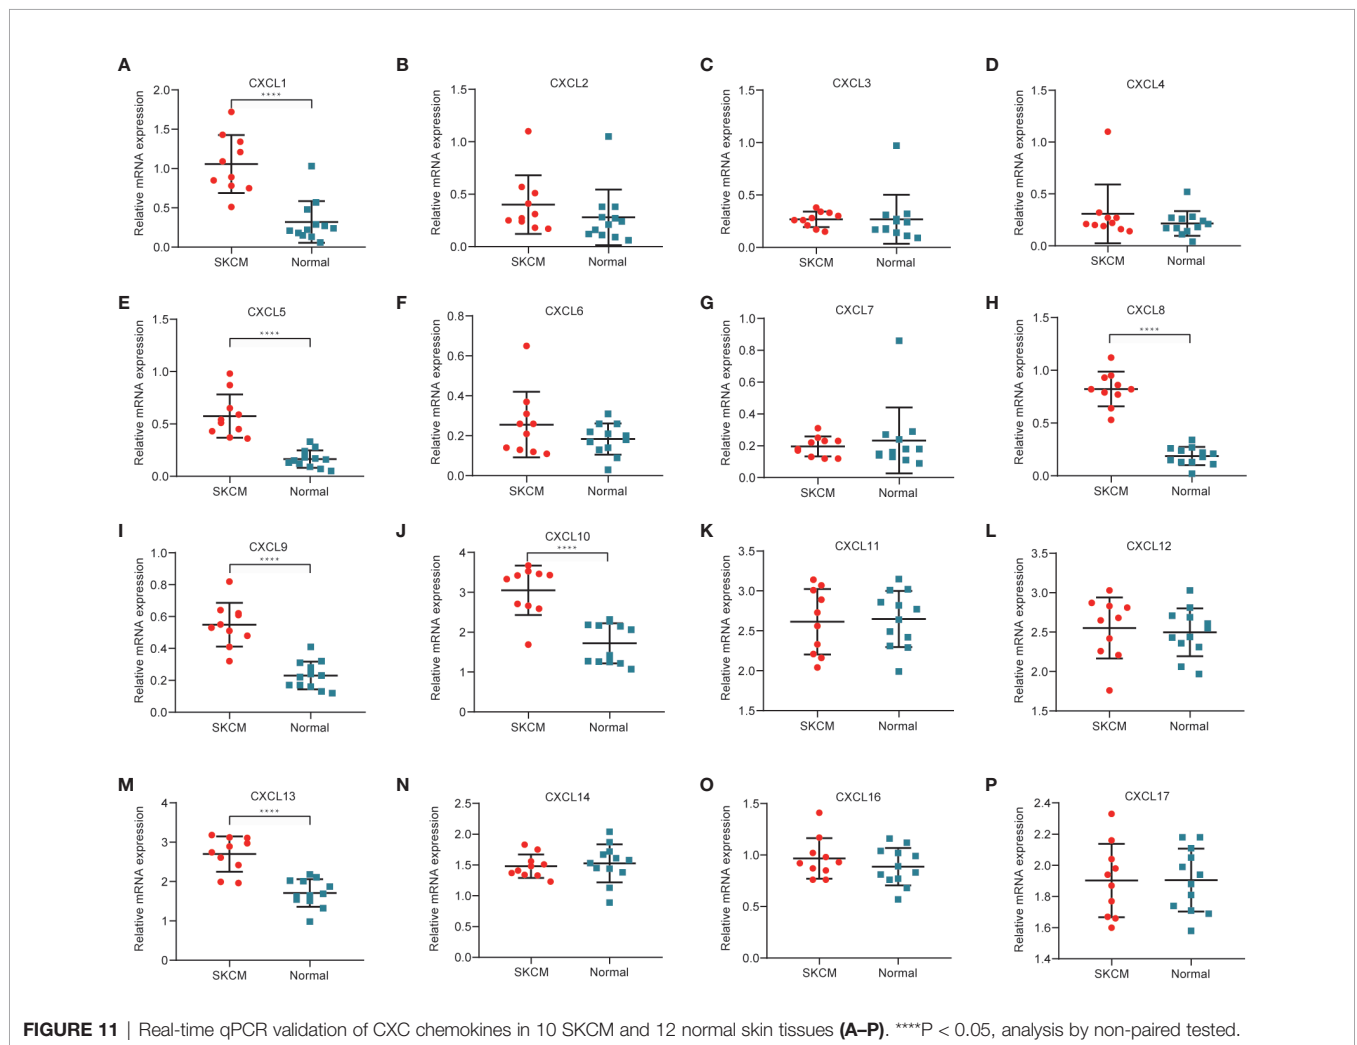 A
CXCL1
Relative mRNA expression
2.0
1.5
1.0
0.5
0.0
****
SKCM Normal
B
CXCL2
Relative mRNA expression
1.5
1.0
0.5
0.0
SKCM Normal
C
CXCL3
Relative mRNA expression
1.5
1.0
0.5
0.0
SKCM Normal
D
CXCL4
Relative mRNA expression
1.5
1.0
0.5
0.0
SKCM Normal
E
CXCL5
Relative mRNA expression
1.5
1.0
0.5
0.0
****
SKCM Normal
F
CXCL6
Relative mRNA expression
0.8
0.6
0.4
0.2
0.0
SKCM Normal
G
CXCL7
Relative mRNA expression
1.0
0.8
0.6
0.4
0.2
0.0
SKCM Normal
H
CXCL8
Relative mRNA expression
1.5
1.0
0.5
0.0
****
SKCM Normal
I
CXCL9
Relative mRNA expression
1.0
0.8
0.6
0.4
0.2
0.0
****
SKCM Normal
J
CXCL10
Relative mRNA expression
4
3
2
1
0
****
SKCM Normal
K
CXCL11
Relative mRNA expression
3.5
3.0
2.5
2.0
1.5
SKCM Normal
L
CXCL12
Relative mRNA expression
3.5
3.0
2.5
2.0
1.5
SKCM Normal
M
CXCL13
Relative mRNA expression
4
3
2
1
0
****
SKCM Normal
N
CXCL14
Relative mRNA expression
2.5
2.0
1.5
1.0
0.5
0.0
SKCM Normal
O
CXCL16
Relative mRNA expression
1.5
1.0
0.5
0.0
SKCM Normal
P
CXCL17
Relative mRNA expression
2.4
2.2
2.0
1.8
1.6
1.4
SKCM Normal
FIGURE 11 | Real-time qPCR validation of CXC chemokines in 10 SKCM and 12 normal skin tissues (A–P). ****P < 0.05, analysis by non-paired tested.